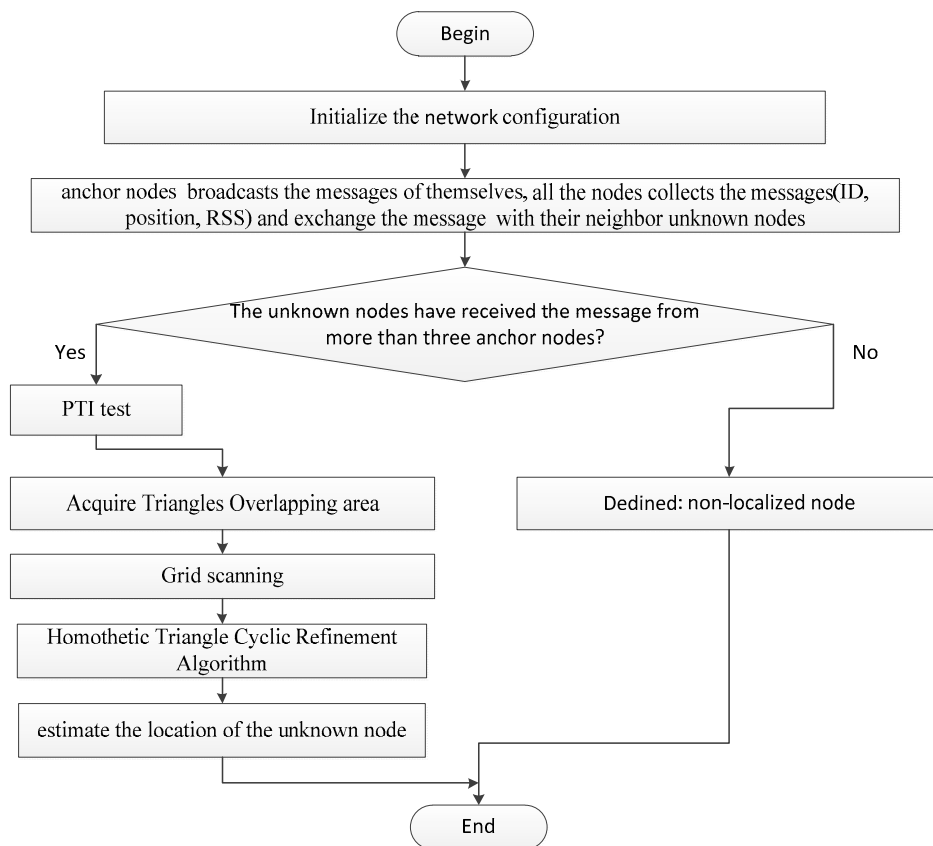 Begin
Initialize the network configuration
anchor nodes broadcasts the messages of themselves, all the nodes collects the messages(ID,
position, RSS) and exchange the message with their neighbor unknown nodes
The unknown nodes have received the message from
more than three anchor nodes?
Yes
No
PTI test
Acquire Triangles Overlapping area
Dedined: non-localized node
Grid scanning
Homothetic Triangle Cyclic Refinement
Algorithm
estimate the location of the unknown node
End